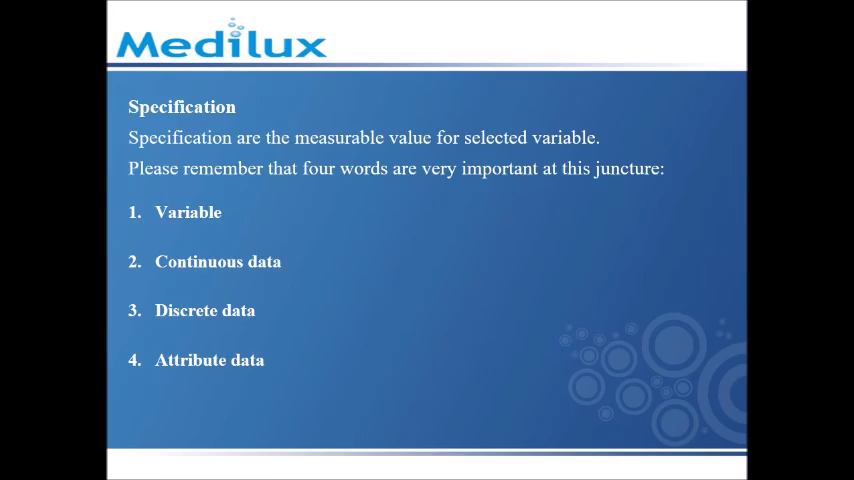 Medilux
Specification
Specification are the measurable value for selected variable.
Please remember that four words are very important at this juncture:
1. Variable
2. Continuous data
3. Discrete data
4. Attribute data